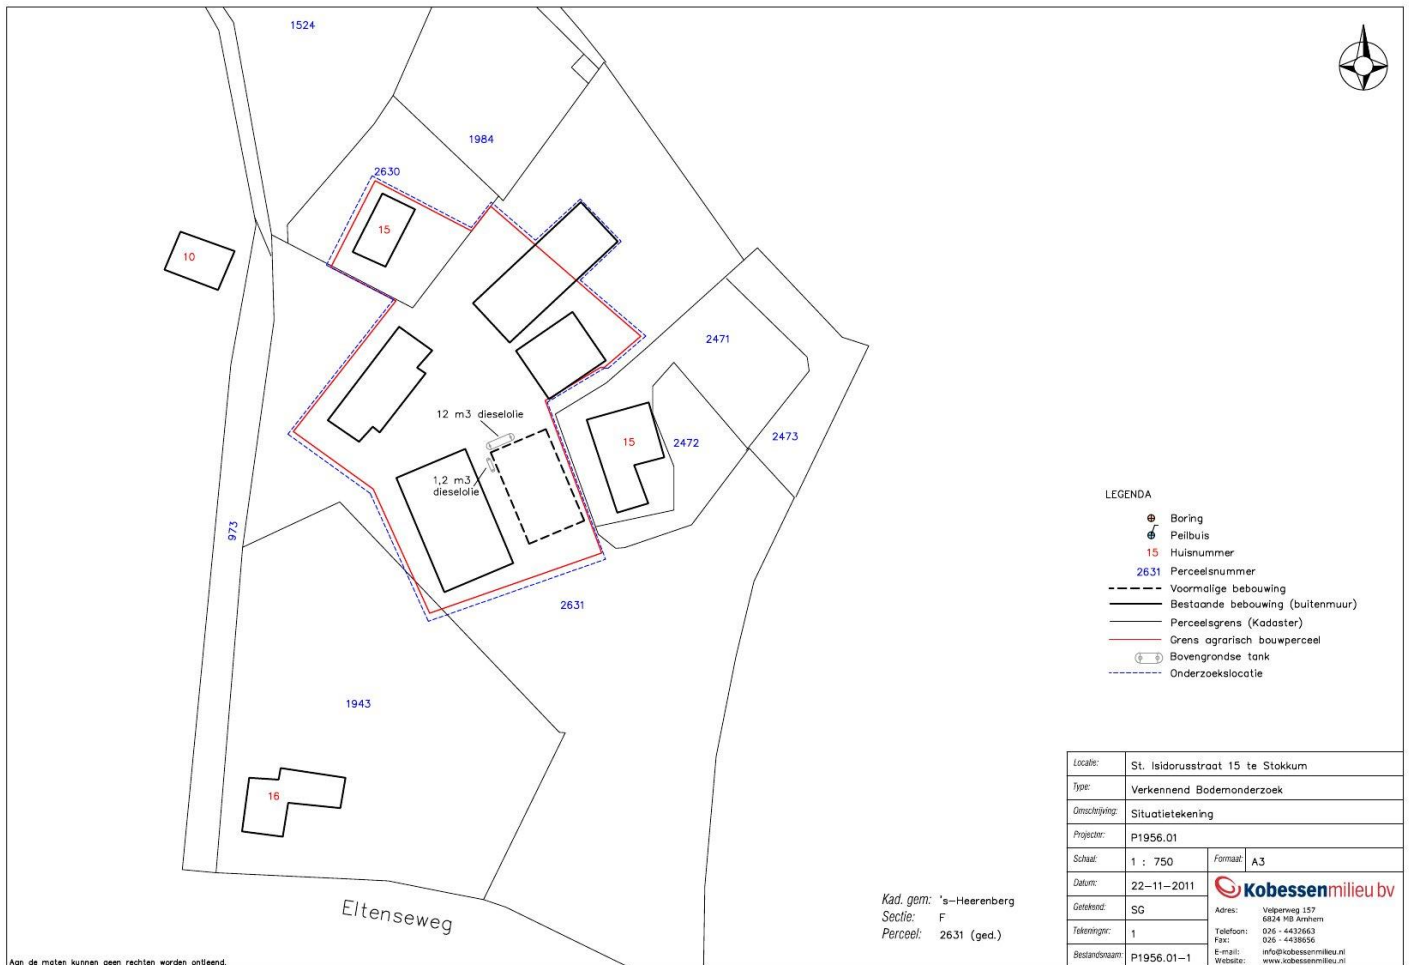 1524
1984
2630
15
10
2471
12 m3 dieselolie
15
2472
2473
1,2 m3
dieselolie
973
2631
1943
16
Eltenseweg
LEGENDA
Boring
Peilbuis
15 Huisnummer
2631 Perceelsnummer
Voormalige bebouwing
Bestaande bebouwing (buitenmuur)
Perceelsgrens (Kadaster)
Grens agrarisch bouwperceel
Bovengrondse tank
Onderzoekslocatie
Kad. gem: 's-Heerenberg
Sectie: F
Perceel: 2631 (ged.)
Locatie: St. Isidorusstraat 15 te Stokkum
Type: Verkennend Bodemonderzoek
Omschrijving: Situatietekening
Projectnr: P1956.01
Schaal: 1 : 750 Formaat: A3
Datum: 22-11-2011
Getekend: SG
Tekeningnr: 1
Bestandsnaam: P1956.01-1
Kobessen milieu bv
Adres: Velperweg 157
6824 MB Arnhem
Telefoon: 026 - 4432663
Fax: 026 - 4438656
E-mail: info@kobessenmilieu.nl
Website: www.kobessenmilieu.nl
Aan de maten kunnen geen rechten worden ontleend.